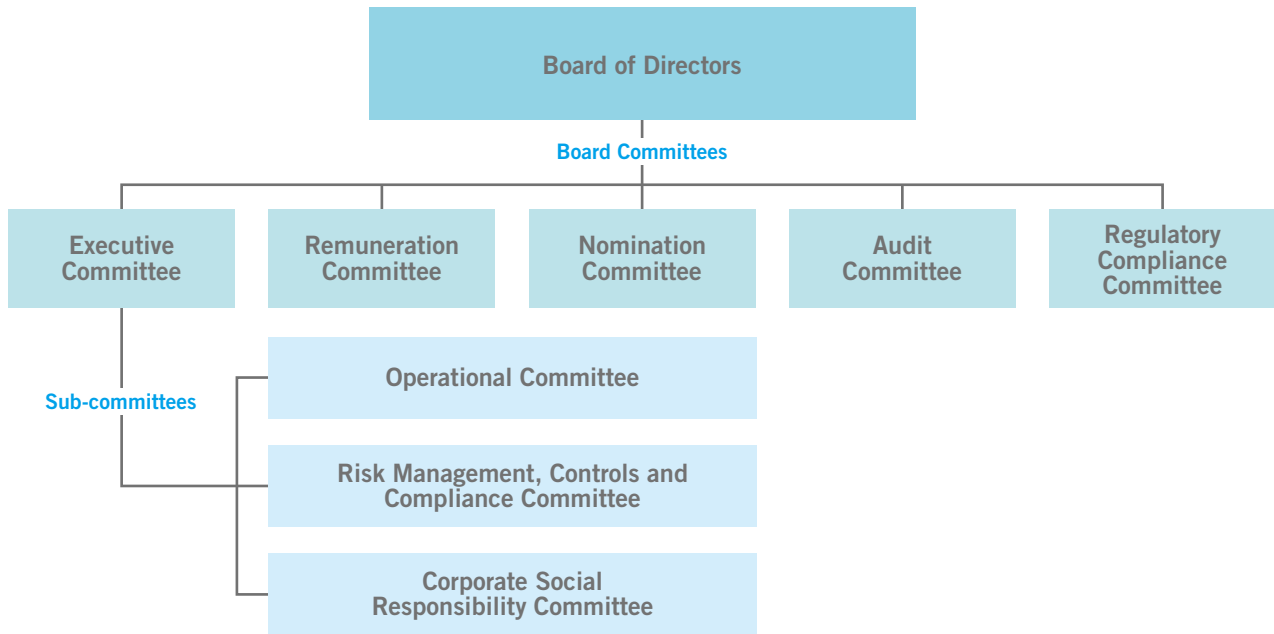 Board of Directors
Board Committees
Executive
Committee
Remuneration
Committee
Nomination
Committee
Audit
Committee
Regulatory
Compliance
Committee
Sub-committees
Operational Committee
Risk Management, Controls and
Compliance Committee
Corporate Social
Responsibility Committee